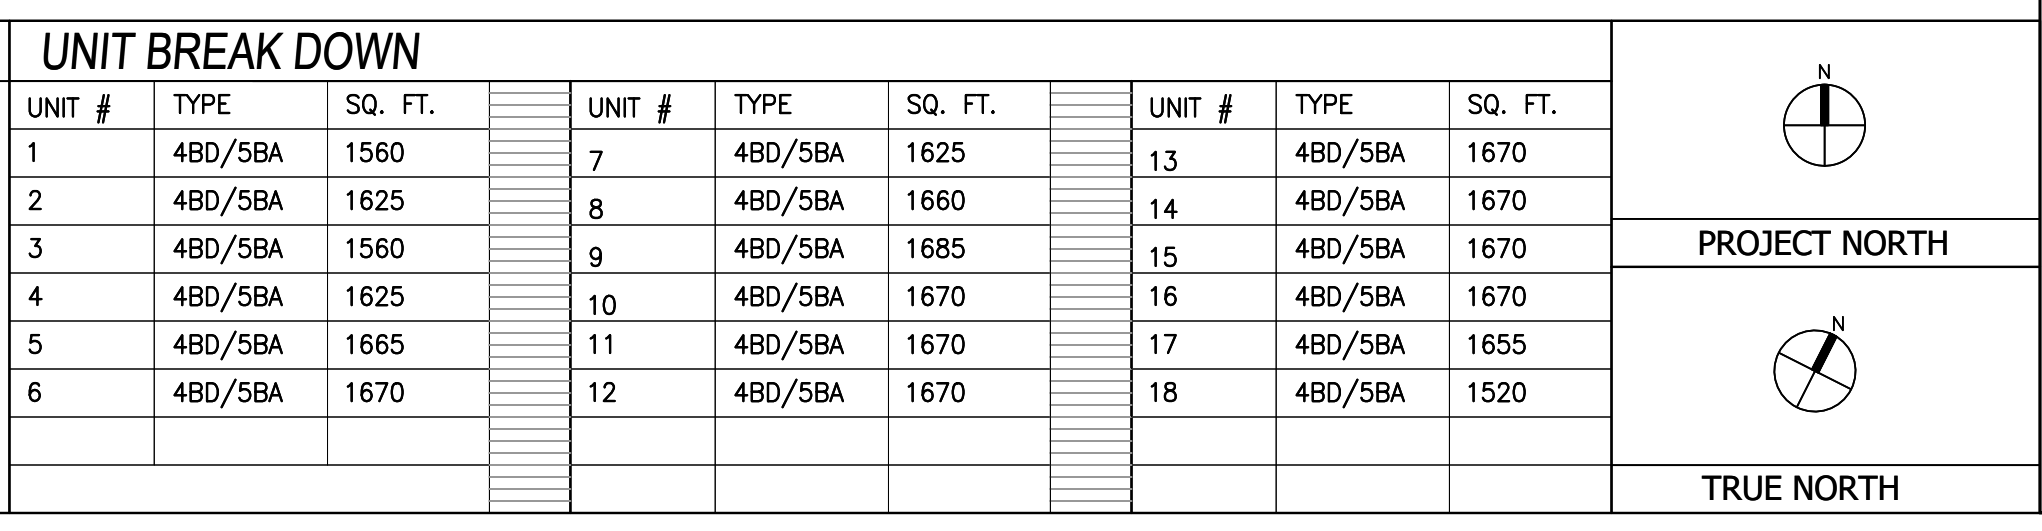 UNIT BREAK DOWN
UNIT # TYPE SQ. FT. UNIT # TYPE SQ. FT. UNIT # TYPE SQ. FT.
1 4BD/5BA 1560 7 4BD/5BA 1625 13 4BD/5BA 1670
2 4BD/5BA 1625 8 4BD/5BA 1660 14 4BD/5BA 1670
3 4BD/5BA 1560 9 4BD/5BA 1685 15 4BD/5BA 1670
4 4BD/5BA 1625 10 4BD/5BA 1670 16 4BD/5BA 1670
5 4BD/5BA 1665 11 4BD/5BA 1670 17 4BD/5BA 1655
6 4BD/5BA 1670 12 4BD/5BA 1670 18 4BD/5BA 1520
N
PROJECT NORTH
N
TRUE NORTH